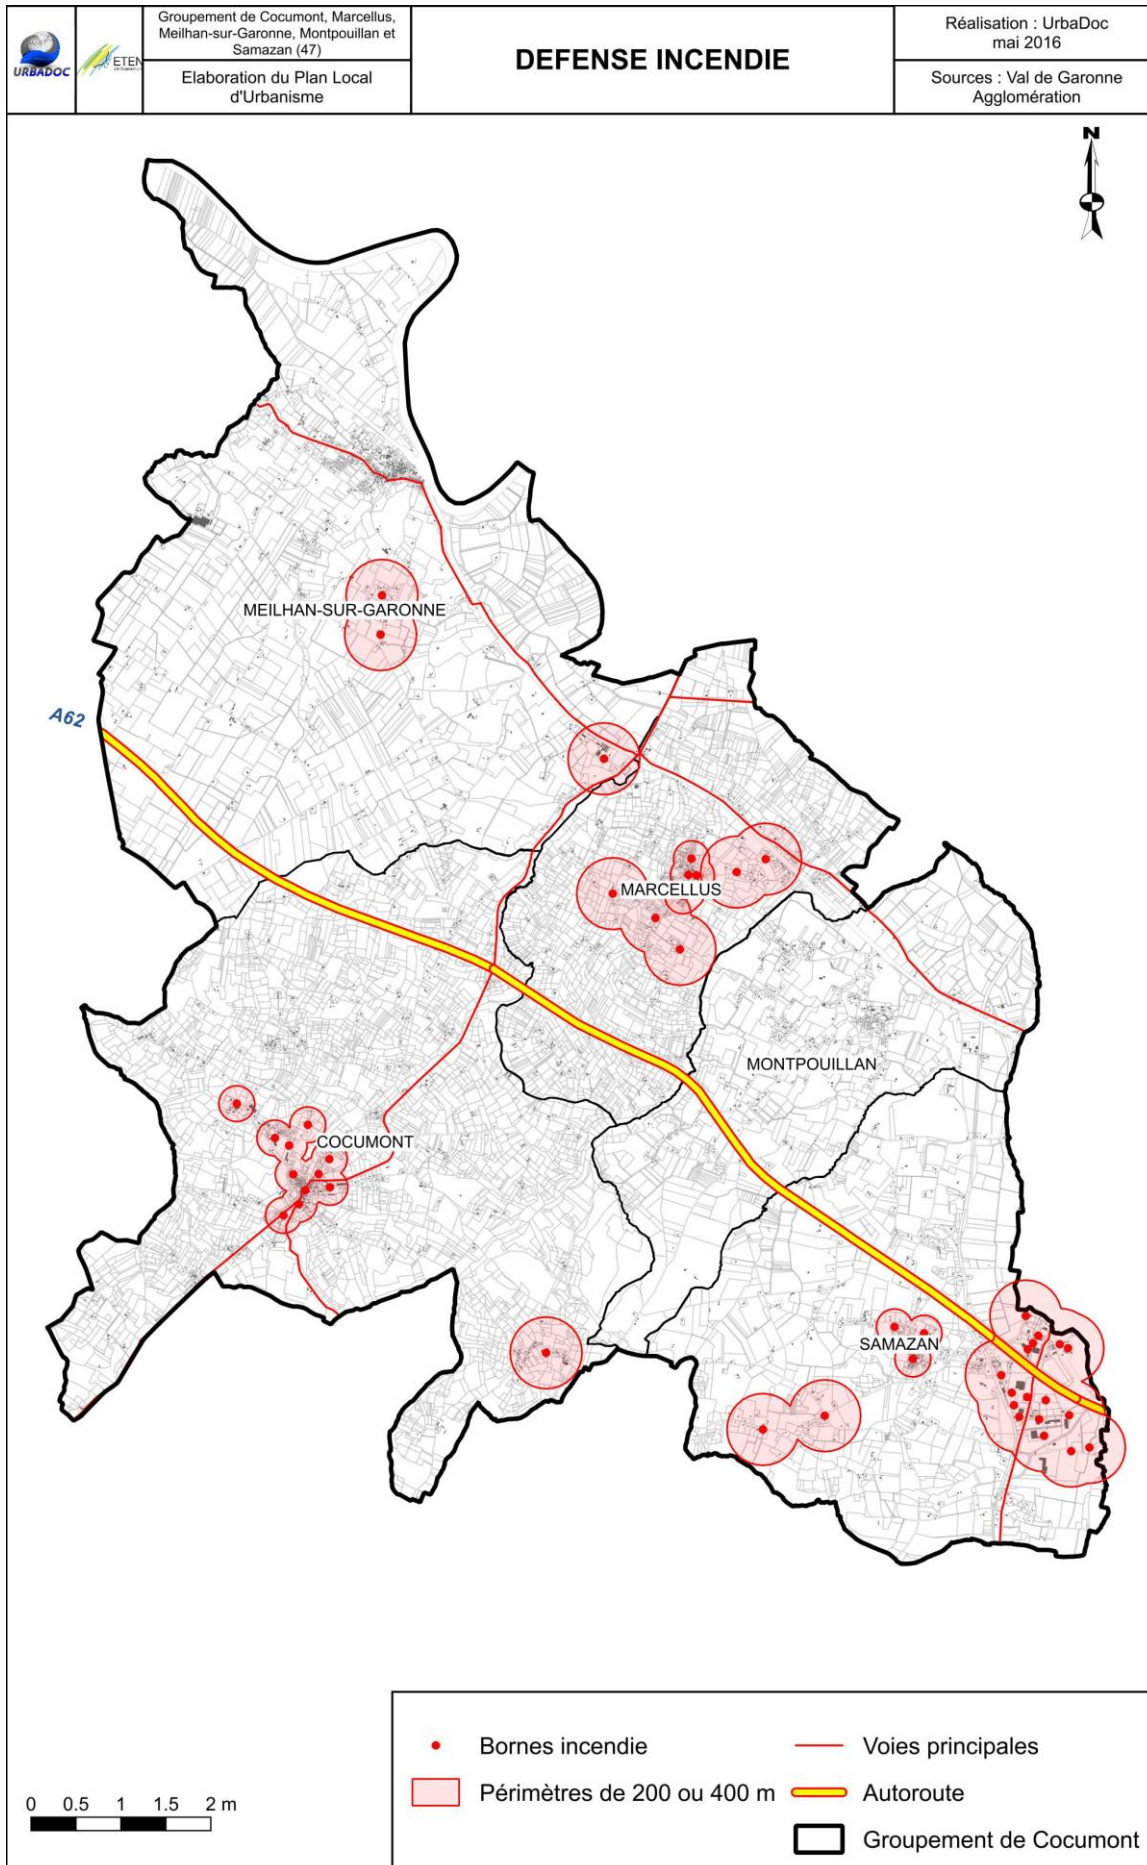 URBADOC
ETEN
Groupement de Cocumont, Marcellus,
Meilhan-sur-Garonne, Montpouillan et
Samazan (47)
Elaboration du Plan Local
d'Urbanisme
DEFENSE INCENDIE
Réalisation : UrbaDoc
mai 2016
Sources : Val de Garonne
Agglomération
N
MEILHAN-SUR-GARONNE
A62
MARCELLUS
MONTPOUILLAN
COCUMONT
SAMAZAN
Bornes incendie
Périmètres de 200 ou 400 m
Voies principales
Autoroute
Groupement de Cocumont
0 0.5 1 1.5 2 m